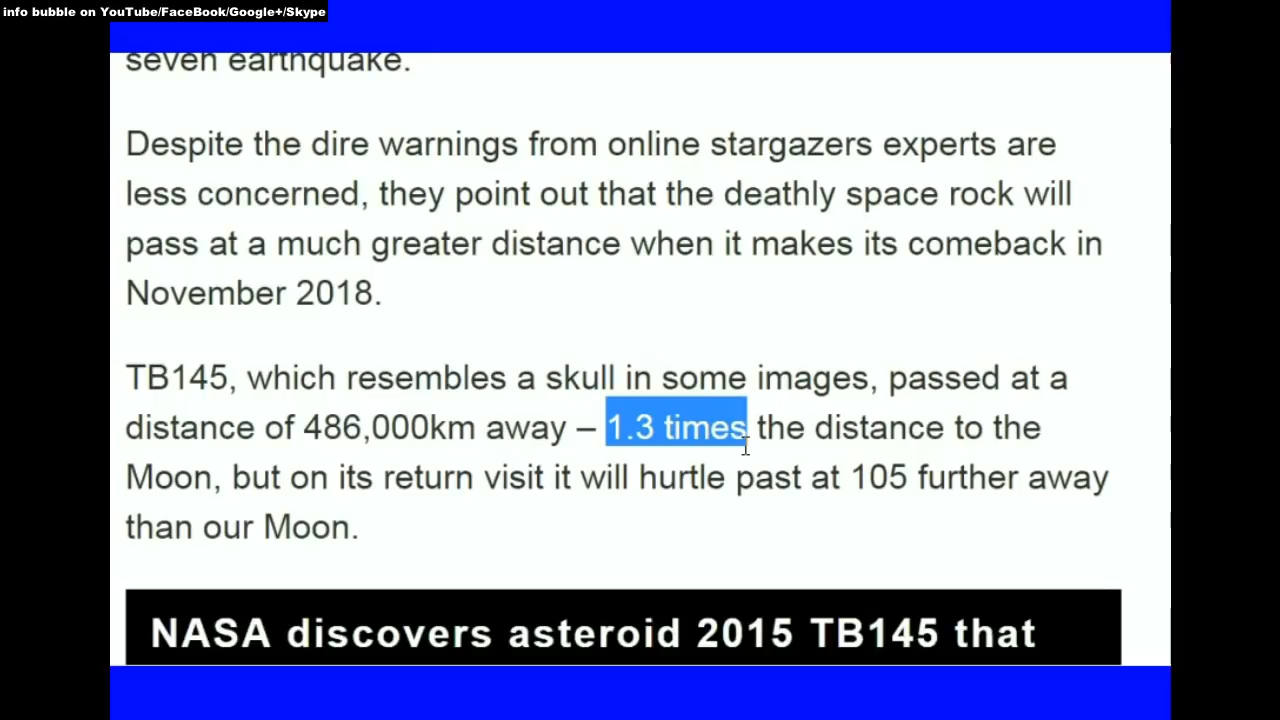 info bubble on YouTube/FaceBook/Google+/Skype
seven earthquake.
Despite the dire warnings from online stargazers experts are
less concerned, they point out that the deathly space rock will
pass at a much greater distance when it makes its comeback in
November 2018.
TB145, which resembles a skull in some images, passed at a
distance of 486,000km away – 1.3 times the distance to the
Moon, but on its return visit it will hurtle past at 105 further away
than our Moon.
NASA discovers asteroid 2015 TB145 that